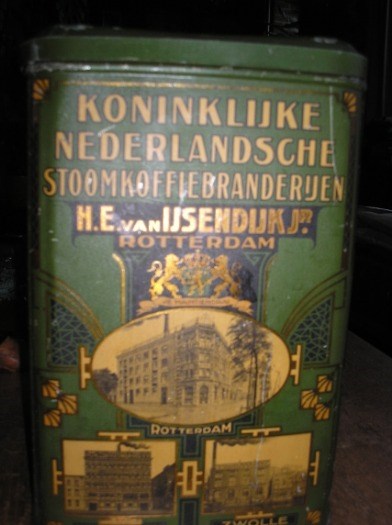 KONINKLIJKE
NEDERLANDSCHE
STOOMKOFFIEBRANDERIJEN
H.E. VAN IJSENDIJK JR.
ROTTERDAM
ROTTERDAM
ZWOLLE